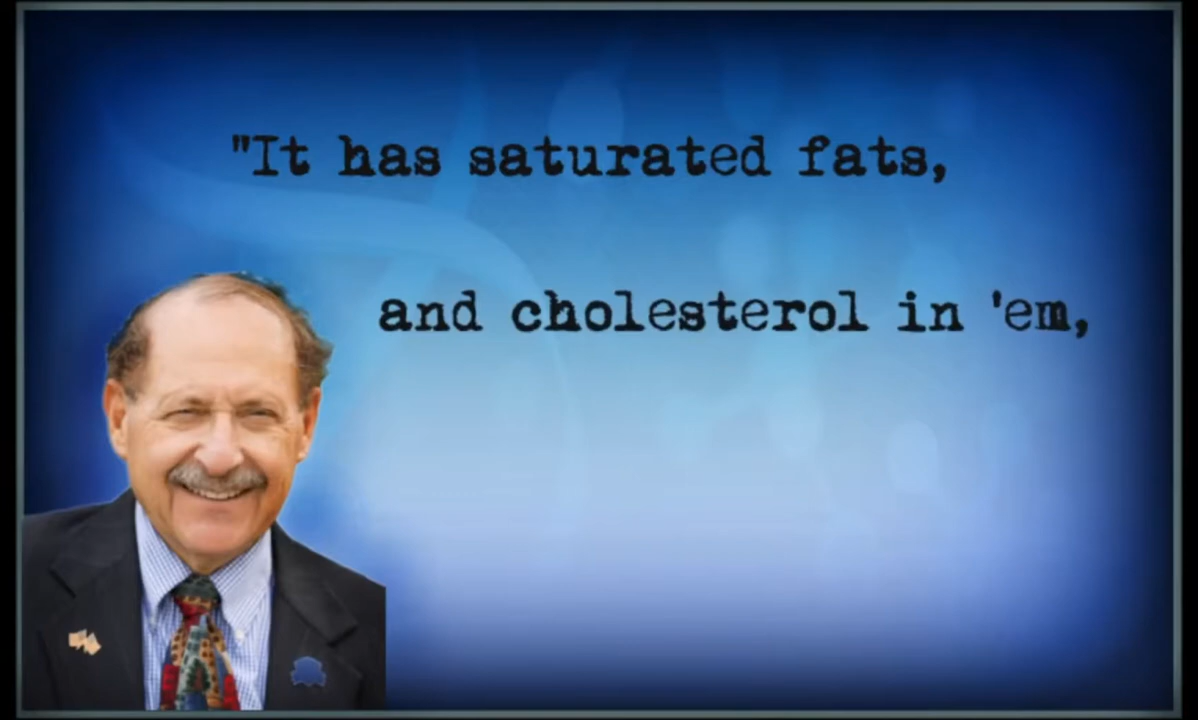 "It has saturated fats,
and cholesterol in 'em,